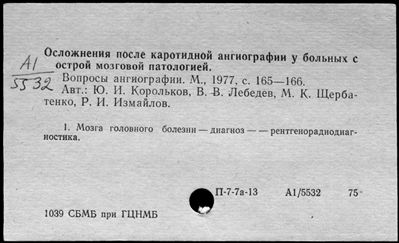 Осложнения после каротидной ангиографии у больных с
острой мозговой патологией.
A1
5532
Вопросы ангиографии. М., 1977, с. 165—166.
Авт.: Ю. И. Корольков, В. В. Лебедев, М. К. Щерба-
тенко, Р. И. Измайлов.
1. Мозга головного болезни — диагноз — — рентгенорадиодиаг-
ностика.
П-7-7а-13 А1/5532 75
1039 СБМБ при ГЦНМБ